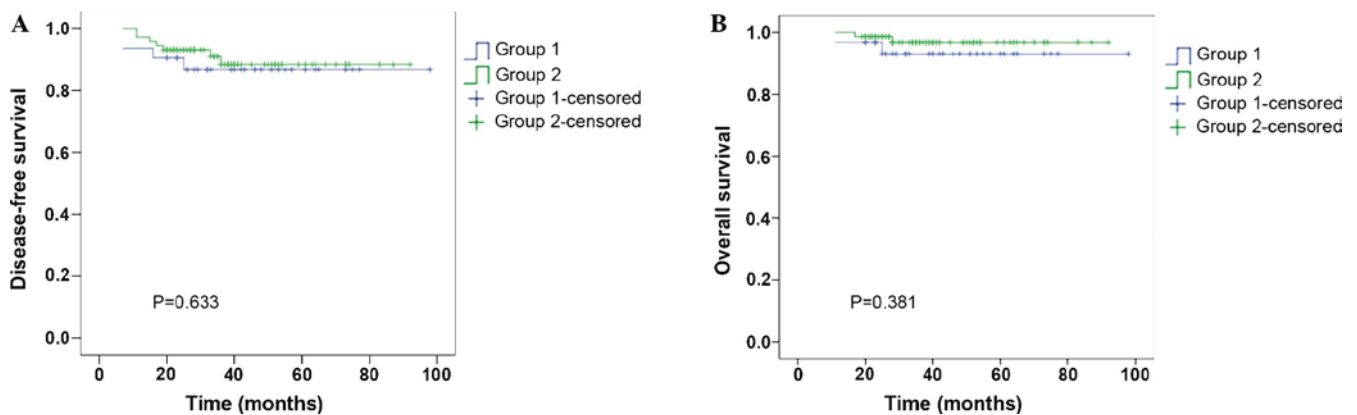 A
Disease-free survival
1.0
0.8
0.6
0.4
0.2
0.0
P=0.633
0 20 40 60 80 100
Time (months)
Group 1
Group 2
Group 1-censored
Group 2-censored
B
Overall survival
1.0
0.8
0.6
0.4
0.2
0.0
P=0.381
0 20 40 60 80 100
Time (months)
Group 1
Group 2
Group 1-censored
Group 2-censored